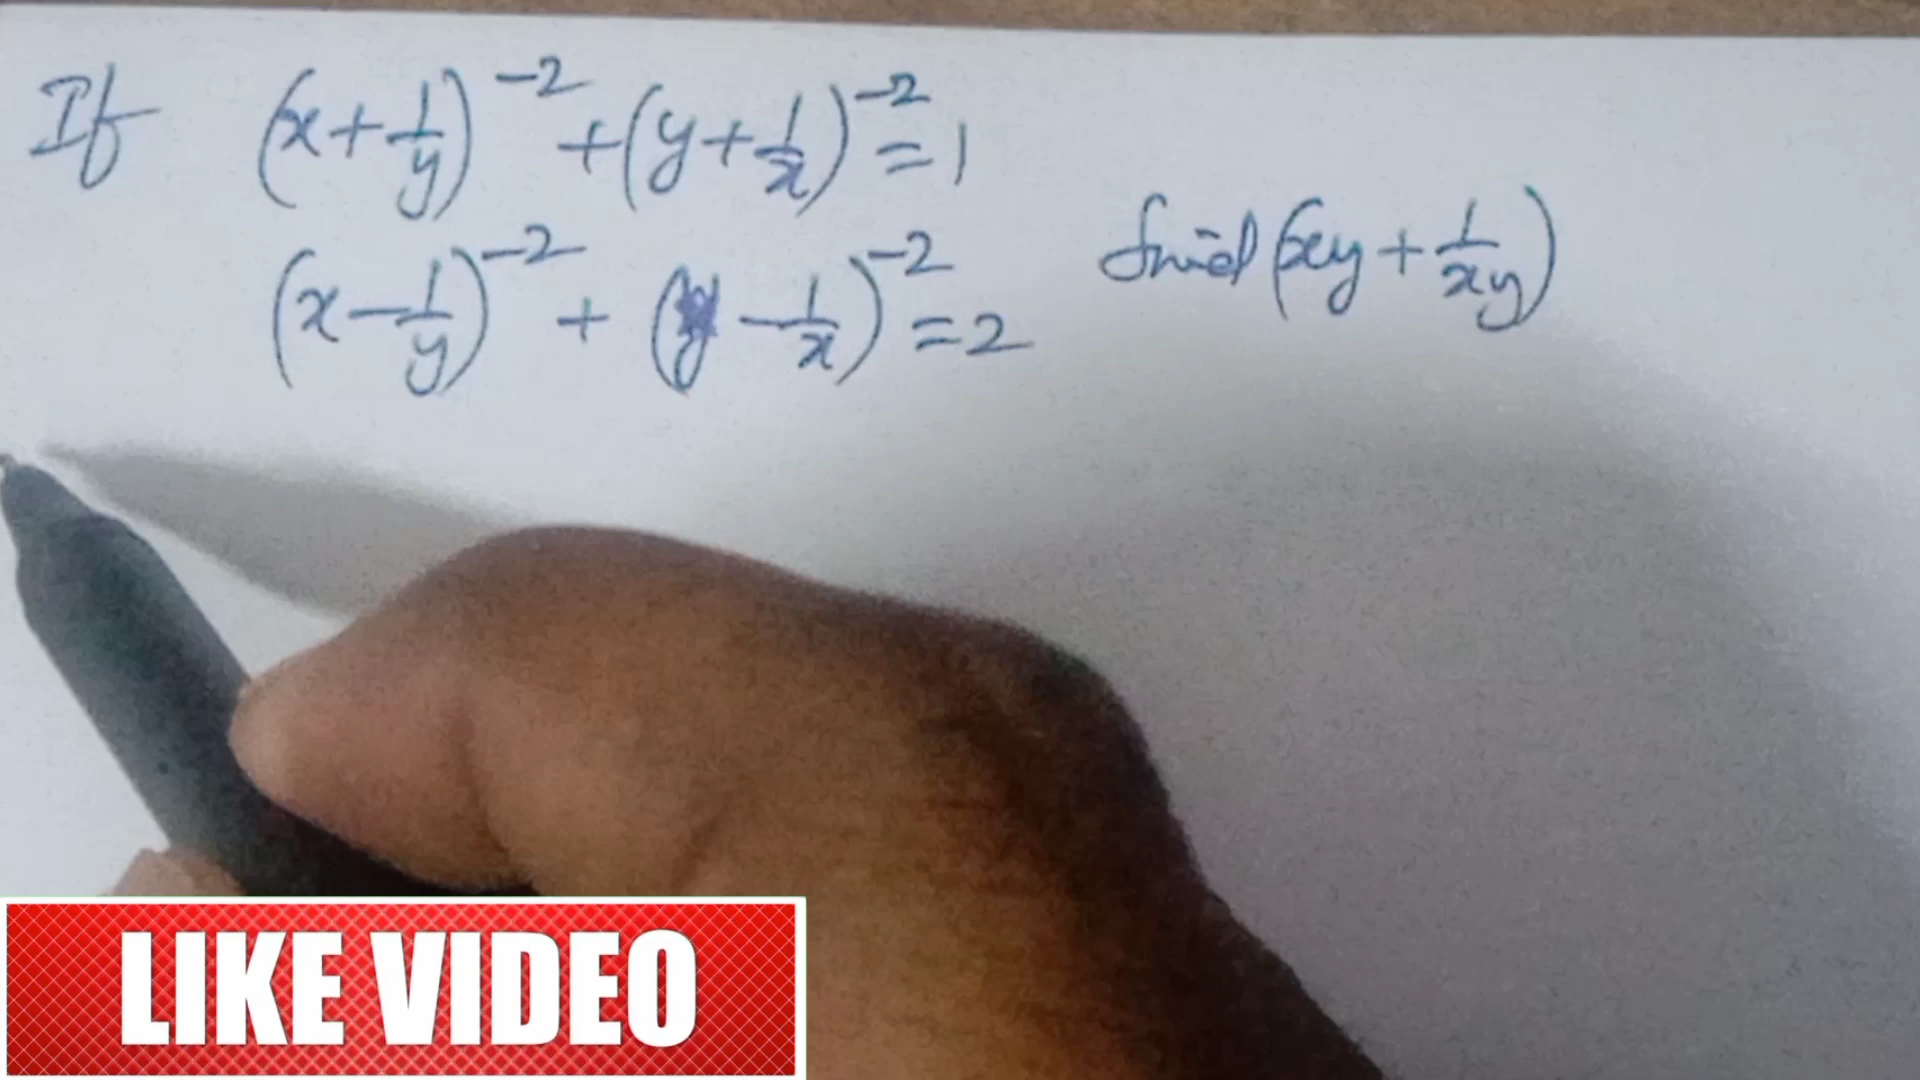 If (x+1/y)^-2 + (y+1/x)^-2 = 1
(x-1/y)^-2 + (y-1/x)^-2 = 2
find (xy+1/xy)
LIKE VIDEO